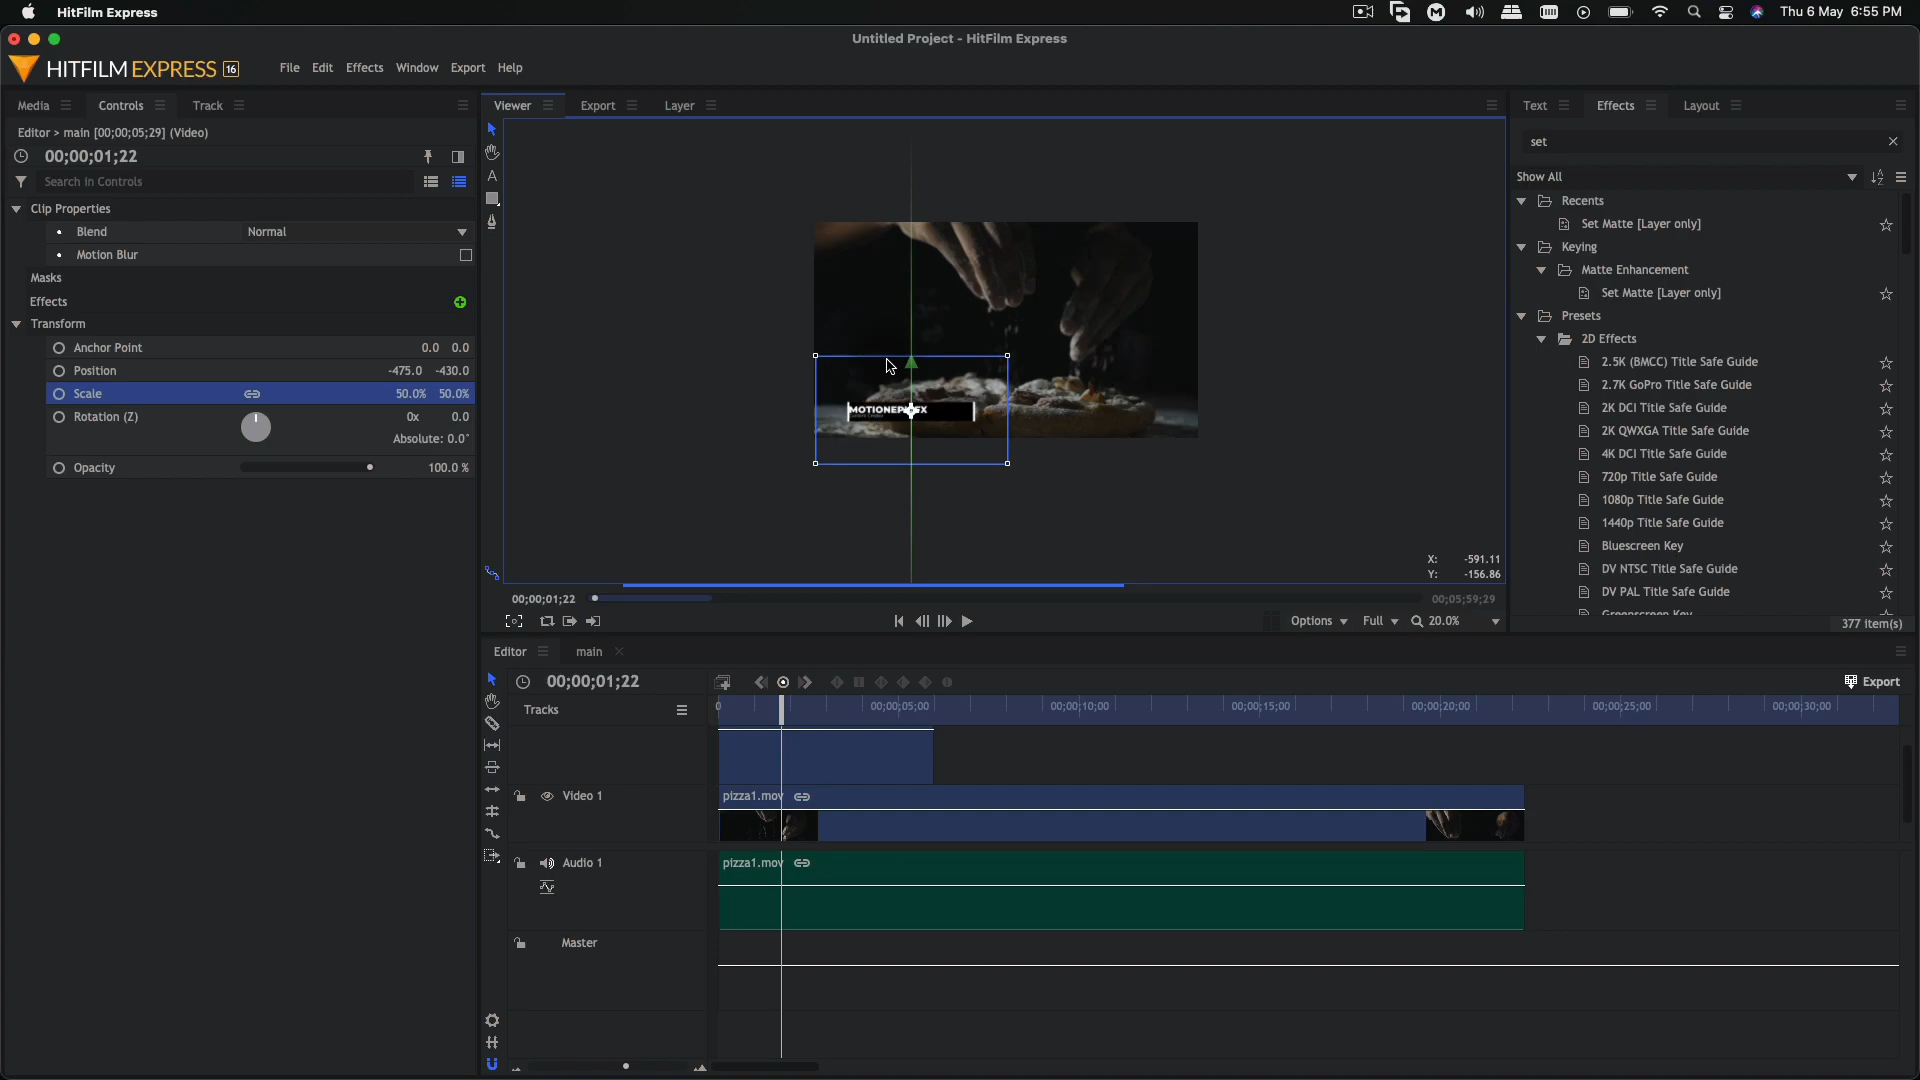 HitFilm Express
Thu 6 May 6:55 PM
Untitled Project - HitFilm Express
HITFILM EXPRESS 16
File Edit Effects Window Export Help
Media
Controls
Track
Editor > main [00;00;05;29] (Video)
00;00;01;22
Search in Controls
Clip Properties
Blend Normal
Motion Blur
Masks
Effects
Transform
Anchor Point 0.0 0.0
Position -475.0 -430.0
Scale 50.0% 50.0%
Rotation (Z) 0x 0.0
Absolute: 0.0°
Opacity 100.0 %
Viewer
Export
Layer
X: -591.11
Y: -156.86
00;00;01;22
00;05;59;29
Options
Full
20.0%
Text
Effects
Layout
set
Show All
Recents
Set Matte [Layer only]
Keying
Matte Enhancement
Set Matte [Layer only]
Presets
2D Effects
2.5K (BMCC) Title Safe Guide
2.7K GoPro Title Safe Guide
2K DCI Title Safe Guide
2K QWXGA Title Safe Guide
4K DCI Title Safe Guide
720p Title Safe Guide
1080p Title Safe Guide
1440p Title Safe Guide
Bluescreen Key
DV NTSC Title Safe Guide
DV PAL Title Safe Guide
Greenscreen Key
377 item(s)
Editor
main
00;00;01;22
Export
Tracks
0 00;00;05;00 00;00;10;00 00;00;15;00 00;00;20;00 00;00;25;00 00;00;30;00
Video 1
pizza1.mov
Audio 1
pizza1.mov
Master